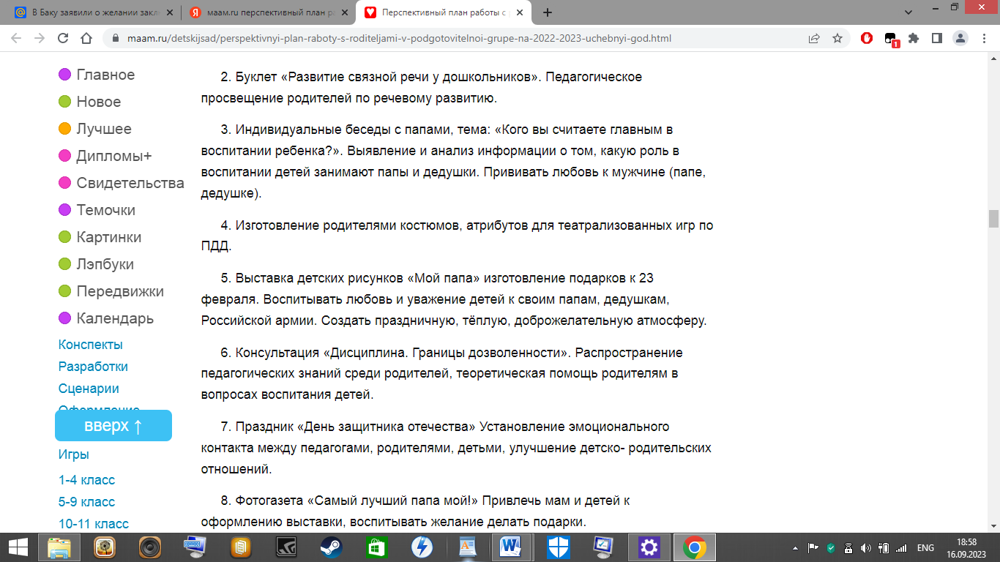 В Баку заявили о желании закл
maam.ru перспективный план ра
Перспективный план работы с р
maam.ru/detskijsad/perspektivnyi-plan-raboty-s-roditeljami-v-podgotovitelnoi-grupe-na-2022-2023-uchebnyi-god.html
1
Главное
Новое
Лучшее
Дипломы+
Свидетельства
Темочки
Картинки
Лэпбуки
Передвижки
Календарь
Конспекты
Разработки
Сценарии
Оформление
вверх ↑
Игры
1-4 класс
5-9 класс
10-11 класс
2. Буклет «Развитие связной речи у дошкольников». Педагогическое
просвещение родителей по речевому развитию.
3. Индивидуальные беседы с папами, тема: «Кого вы считаете главным в
воспитании ребенка?». Выявление и анализ информации о том, какую роль в
воспитании детей занимают папы и дедушки. Прививать любовь к мужчине (папе,
дедушке).
4. Изготовление родителями костюмов, атрибутов для театрализованных игр по
ПДД.
5. Выставка детских рисунков «Мой папа» изготовление подарков к 23
февраля. Воспитывать любовь и уважение детей к своим папам, дедушкам,
Российской армии. Создать праздничную, тёплую, доброжелательную атмосферу.
6. Консультация «Дисциплина. Границы дозволенности». Распространение
педагогических знаний среди родителей, теоретическая помощь родителям в
вопросах воспитания детей.
7. Праздник «День защитника отечества» Установление эмоционального
контакта между педагогами, родителями, детьми, улучшение детско- родительских
отношений.
8. Фотогазета «Самый лучший папа мой!» Привлечь мам и детей к
оформлению выставки, воспитывать желание делать подарки.
ENG
18:58
16.09.2023